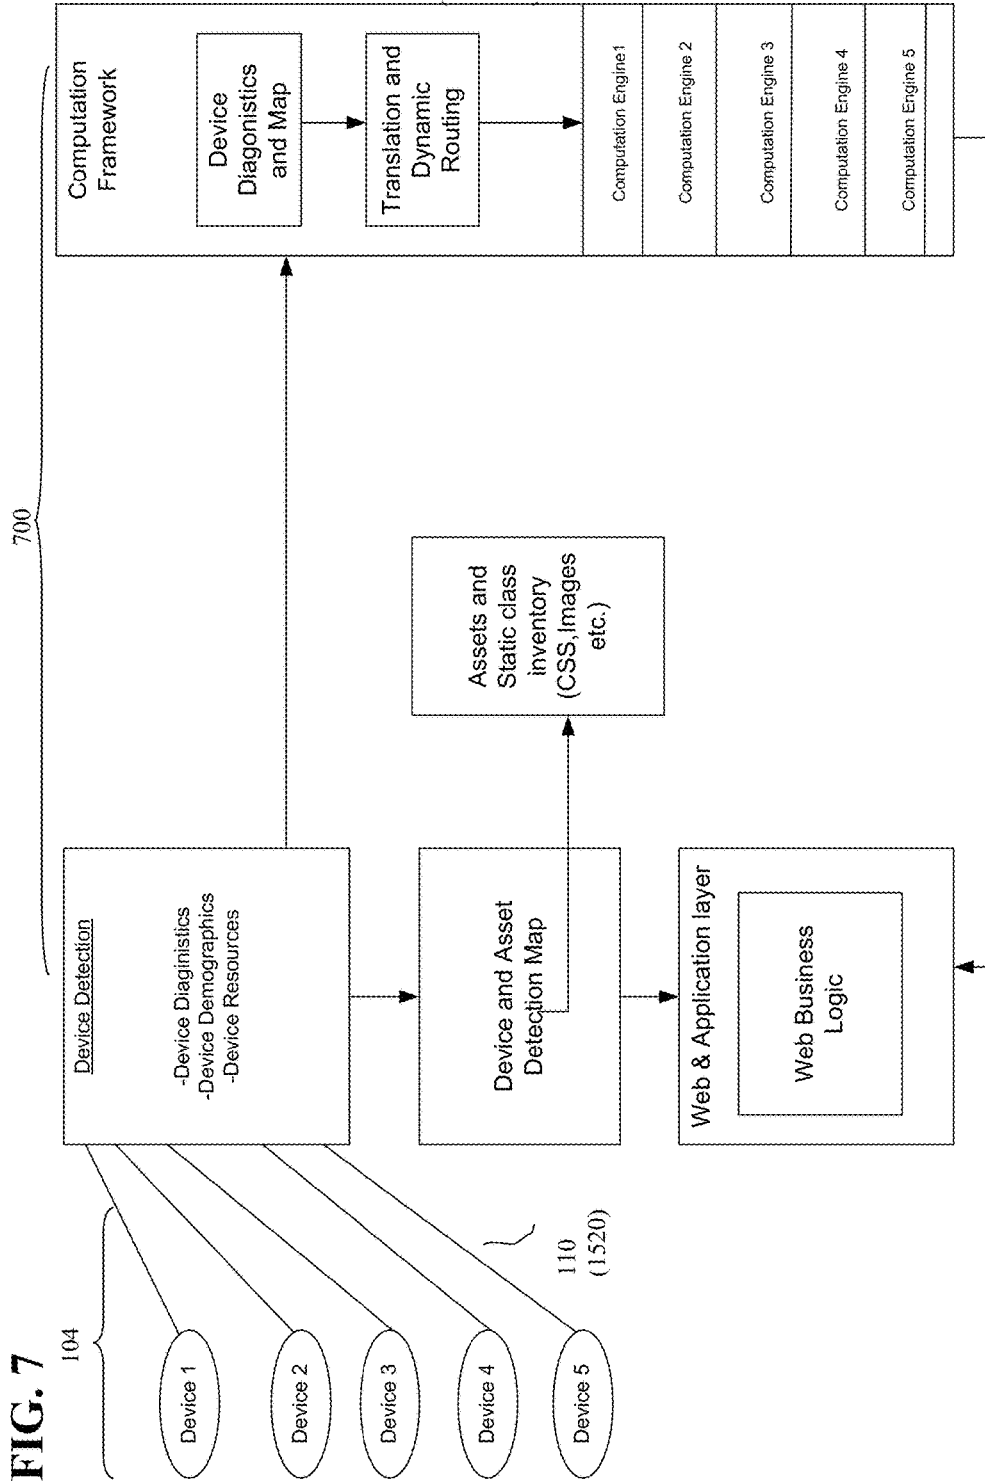 FIG. 7
104
700
Device 1
Device 2
Device 3
Device 4
Device 5
110
(1520)
Device Detection
-Device Diaginistics
-Device Demographics
-Device Resources
Device and Asset
Detection Map
Web & Application layer
Web Business
Logic
Assets and
Static class
inventory
(CSS,Images
etc.)
Computation
Framework
Device
Diagonistics
and Map
Translation and
Dynamic
Routing
Computation Engine1
Computation Engine 2
Computation Engine 3
Computation Engine 4
Computation Engine 5